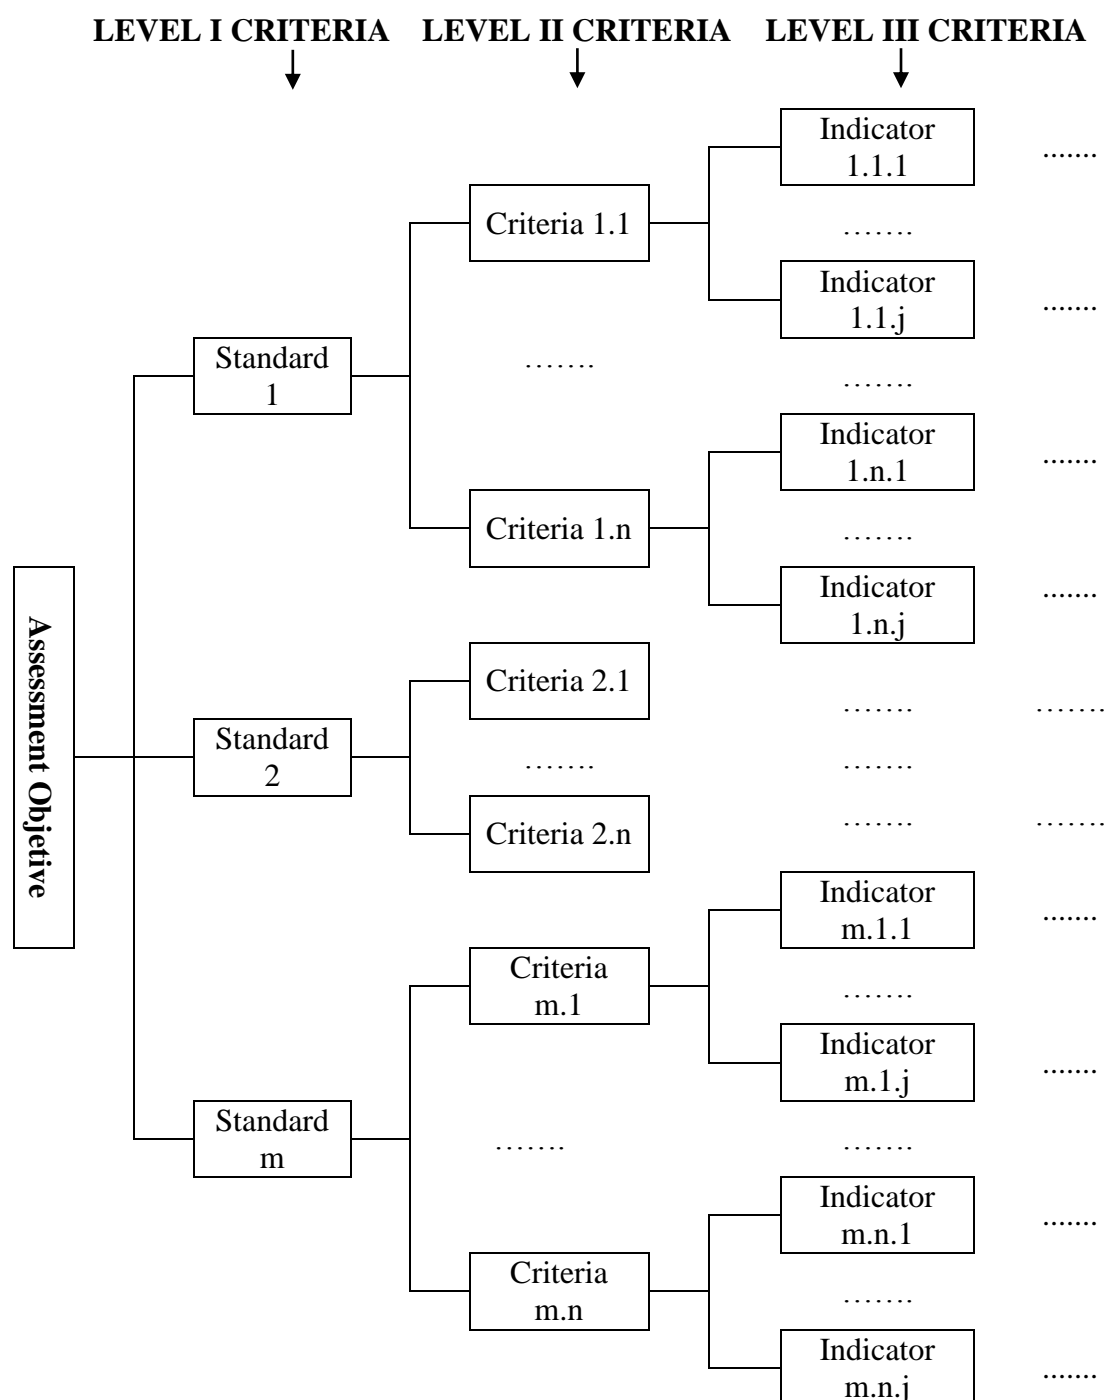 LEVEL I CRITERIA LEVEL II CRITERIA LEVEL III CRITERIA
Indicator
1.1.1
.......
Criteria 1.1
.......
Indicator
1.1.j
.......
Standard
1
.......
.......
Indicator
1.n.1
.......
Criteria 1.n
.......
Indicator
1.n.j
.......
Assessment Objetive
Criteria 2.1
.......
.......
Standard
2
.......
.......
Criteria 2.n
.......
.......
Indicator
m.1.1
.......
Criteria
m.1
.......
Indicator
m.1.j
.......
Standard
m
.......
.......
Indicator
m.n.1
.......
Criteria
m.n
.......
Indicator
m.n.j
.......